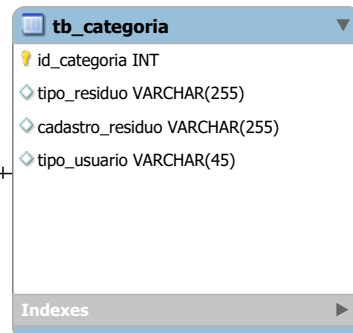 tb_categoria
id_categoria INT
tipo_residuo VARCHAR(255)
cadastro_residuo VARCHAR(255)
tipo_usuario VARCHAR(45)
Indexes